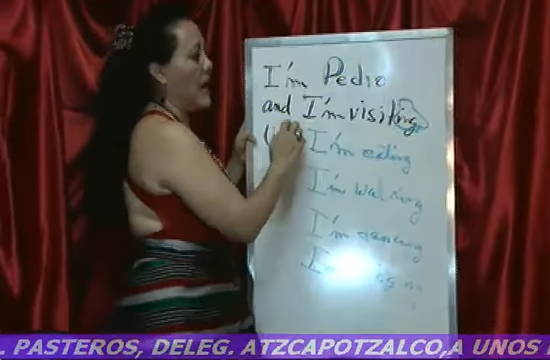 I'm Pedro
and I'm visiting
I'm eating
I'm walking
I'm dancing
. PASTEROS, DELEG. ATZCAPOTZALCO,A UNOS